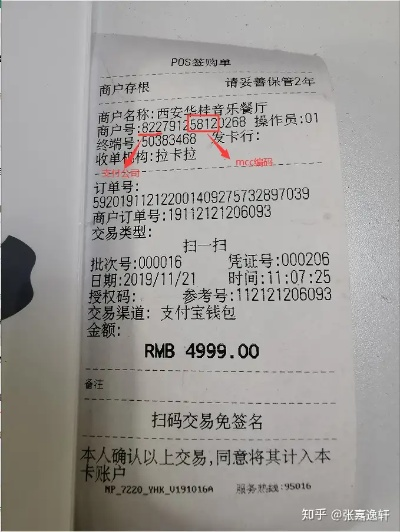 POS签购单
商户存根 请妥善保管2年
商户名称:西安华桂音乐餐厅
商户号:822791258120268 操作员:01
终端号:50383468 发卡行:
收单机构:拉卡拉
支付公司 mcc编码
订单号:
5920191121220014092757328970​39
商户订单号:19112121206093
交易类型:
扫一扫
批次号:000016 凭证号:000206
日期:2019/11/21 时间:11:07:25
授权码: 参考号:112121206093
交易渠道: 支付宝钱包
金额:
RMB 4999.00
备注
扫码交易免签名
本人确认以上交易,同意将其计入本
卡账户
MP_7220_YHK_V191016A 服务热线:95016
知乎 @张嘉逸轩